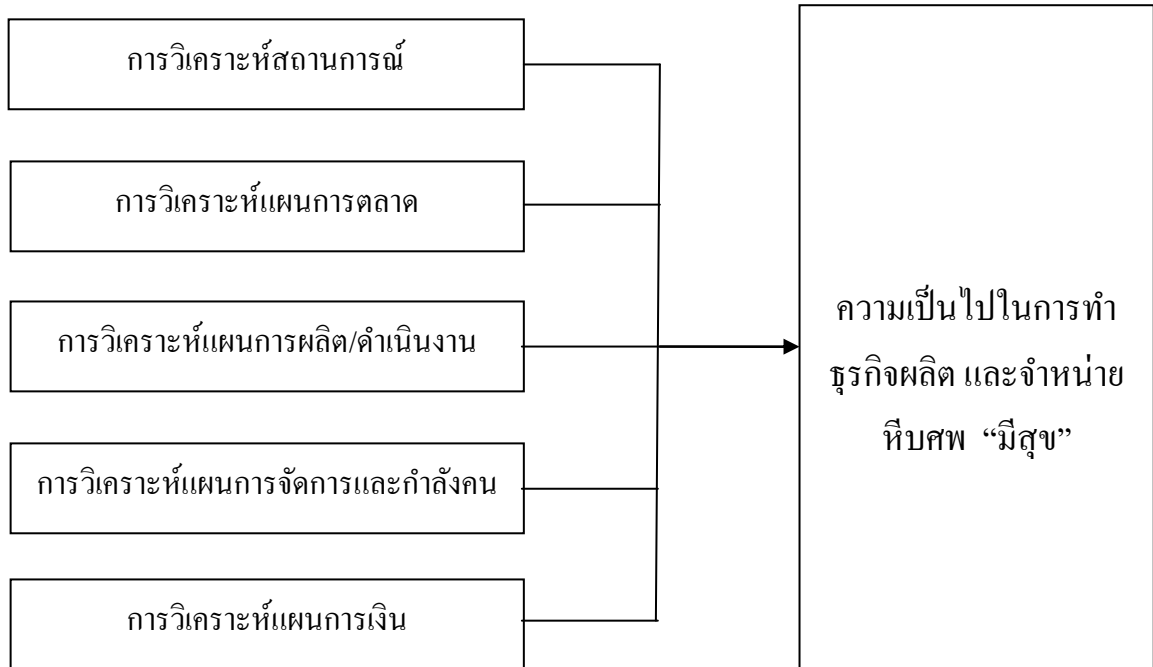 การวิเคราะห์สถานการณ์
การวิเคราะห์แผนการตลาด
การวิเคราะห์แผนการผลิต/ดำเนินงาน
การวิเคราะห์แผนการจัดการและกำลังคน
การวิเคราะห์แผนการเงิน
ความเป็นไปในการทำ
ธุรกิจผลิต และจำหน่าย
หีบศพ “มีสุข”